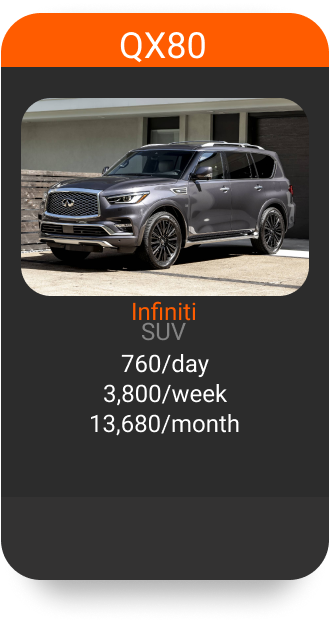 QX80
Infiniti
SUV
760/day
3,800/week
13,680/month